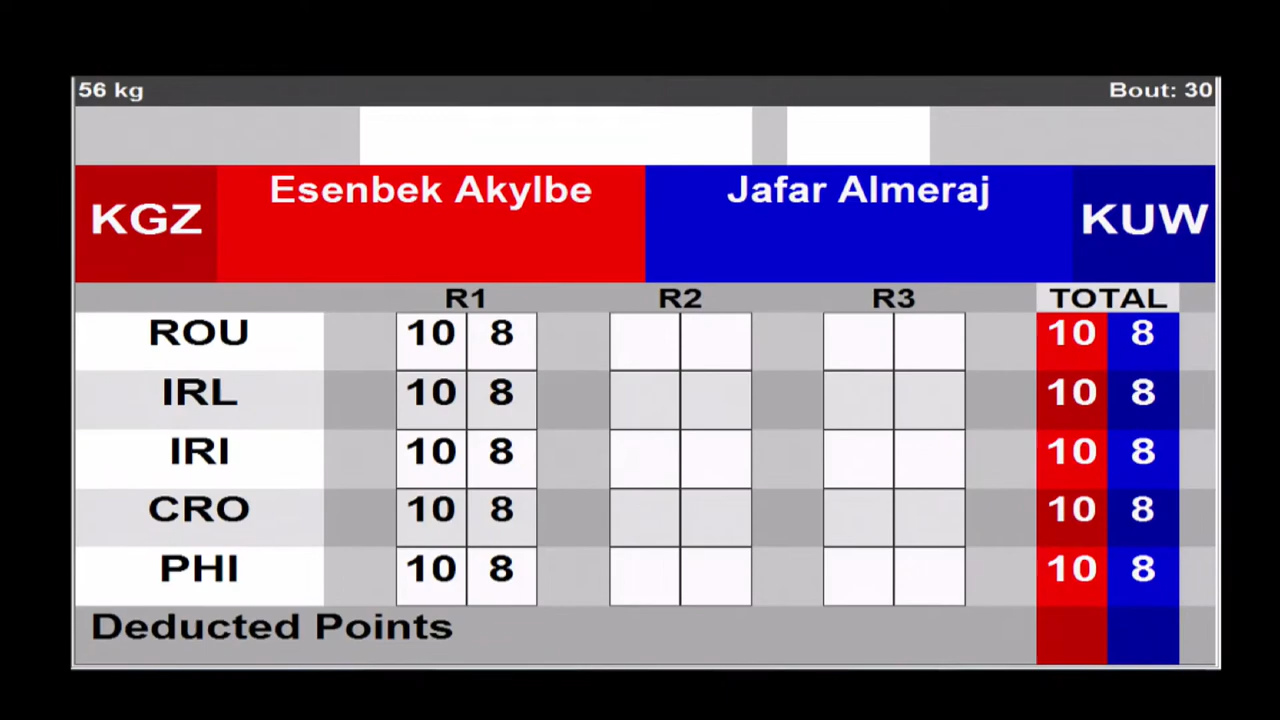 56 kg Bout: 30
KGZ Esenbek Akylbe Jafar Almeraj KUW
R1 R2 R3 TOTAL
ROU 10 8 10 8
IRL 10 8 10 8
IRI 10 8 10 8
CRO 10 8 10 8
PHI 10 8 10 8
Deducted Points